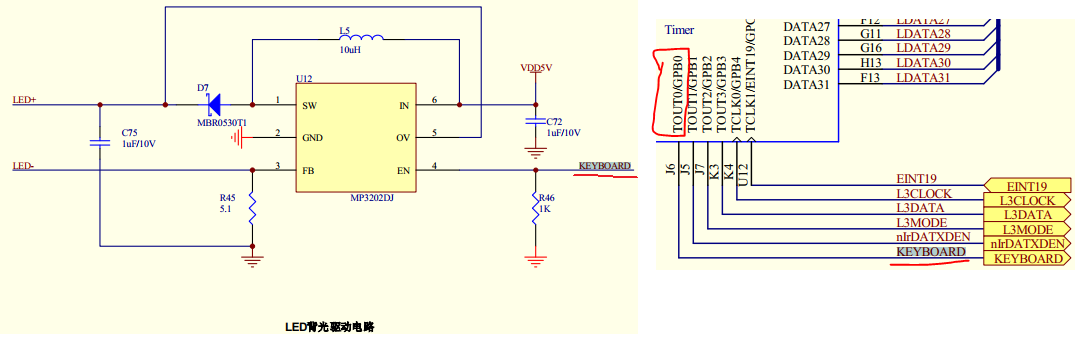 L5
10uH
VDD5V
U12
D7
LED+
1
SW
IN
6
MBR0530T1
C75
1uF/10V
2
GND
OV
5
C72
1uF/10V
LED-
3
FB
EN
4
KEYBOARD
MP3202DJ
R45
5.1
R46
1K
LED背光驱动电路
Timer
DATA27
F12
LDATA27
DATA28
G11
LDATA28
DATA29
G16
LDATA29
DATA30
H13
LDATA30
DATA31
F13
LDATA31
TOUT0/GPB0
TOUT1/GPB1
TOUT2/GPB2
TOUT3/GPB3
TCLK0/GPB4
TCLK1/EINT19/GPG
J6
J5
J7
K3
K4
U12
EINT19
EINT19
L3CLOCK
L3CLOCK
L3DATA
L3DATA
L3MODE
L3MODE
nIrDATXDEN
nIrDATXDEN
KEYBOARD
KEYBOARD